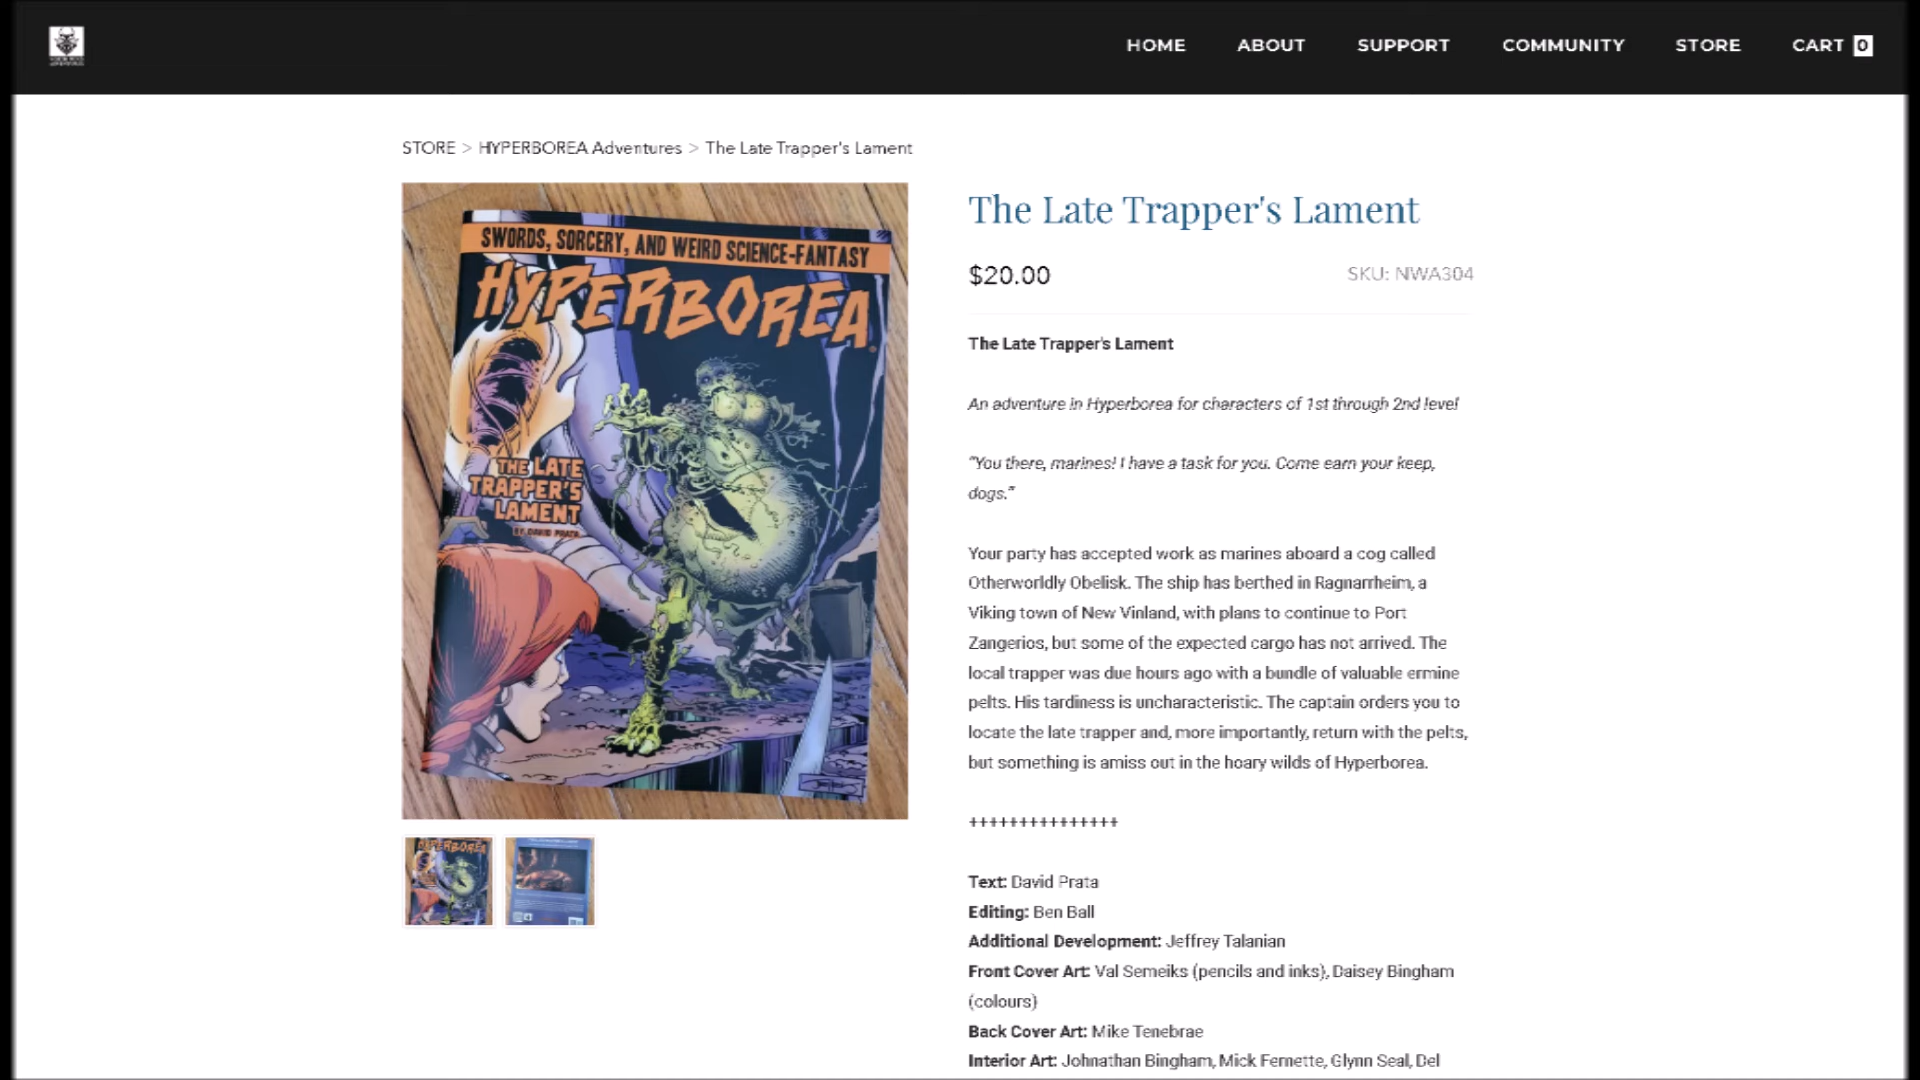 HOME ABOUT SUPPORT COMMUNITY STORE CART 0
STORE > HYPERBOREA Adventures > The Late Trapper's Lament
SWORDS, SORCERY, AND WEIRD SCIENCE-FANTASY
HYPERBOREA
THE LATE
TRAPPER'S
LAMENT
BY DAVID PRATA
The Late Trapper's Lament
$20.00 SKU: NWA304
The Late Trapper's Lament
An adventure in Hyperborea for characters of 1st through 2nd level
"You there, marines! I have a task for you. Come earn your keep,
dogs."
Your party has accepted work as marines aboard a cog called
Otherworldly Obelisk. The ship has berthed in Ragnarrheim, a
Viking town of New Vinland, with plans to continue to Port
Zangerios, but some of the expected cargo has not arrived. The
local trapper was due hours ago with a bundle of valuable ermine
pelts. His tardiness is uncharacteristic. The captain orders you to
locate the late trapper and, more importantly, return with the pelts,
but something is amiss out in the hoary wilds of Hyperborea.
+++++++++++++++
Text: David Prata
Editing: Ben Ball
Additional Development: Jeffrey Talanian
Front Cover Art: Val Semeiks (pencils and inks), Daisey Bingham
(colours)
Back Cover Art: Mike Tenebrae
Interior Art: Johnathan Bingham, Mick Fernette, Glynn Seal, Del
HYPERBOREA